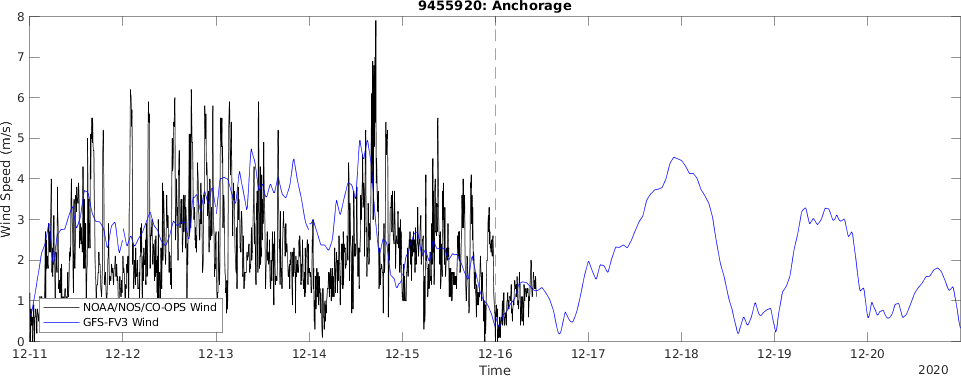 9455920: Anchorage
8
7
6
5
4
3
2
1
0
Wind Speed (m/s)
NOAA/NOS/CO-OPS Wind
GFS-FV3 Wind
12-11 12-12 12-13 12-14 12-15 12-16 12-17 12-18 12-19 12-20
Time
2020